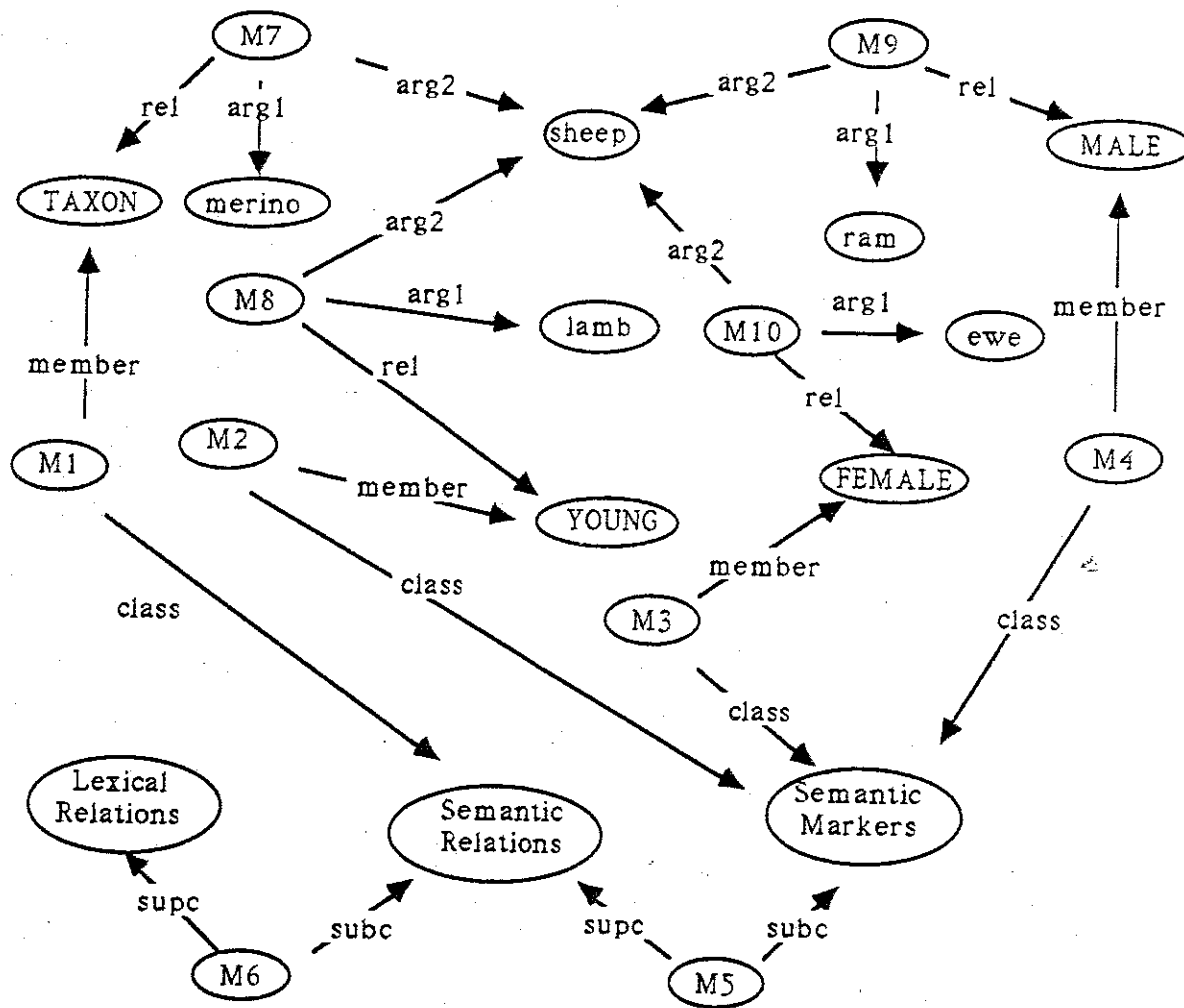 M7
M9
arg2
arg2
rel
rel
arg1
sheep
arg1
MALE
TAXON
merino
arg2
ram
arg2
M8
arg1
arg1
lamb
M10
ewe
member
member
rel
rel
M2
M1
M4
member
FEMALE
YOUNG
member
class
class
M3
class
class
Lexical
Relations
Semantic
Relations
Semantic
Markers
supc
subc
supc
subc
M6
M5